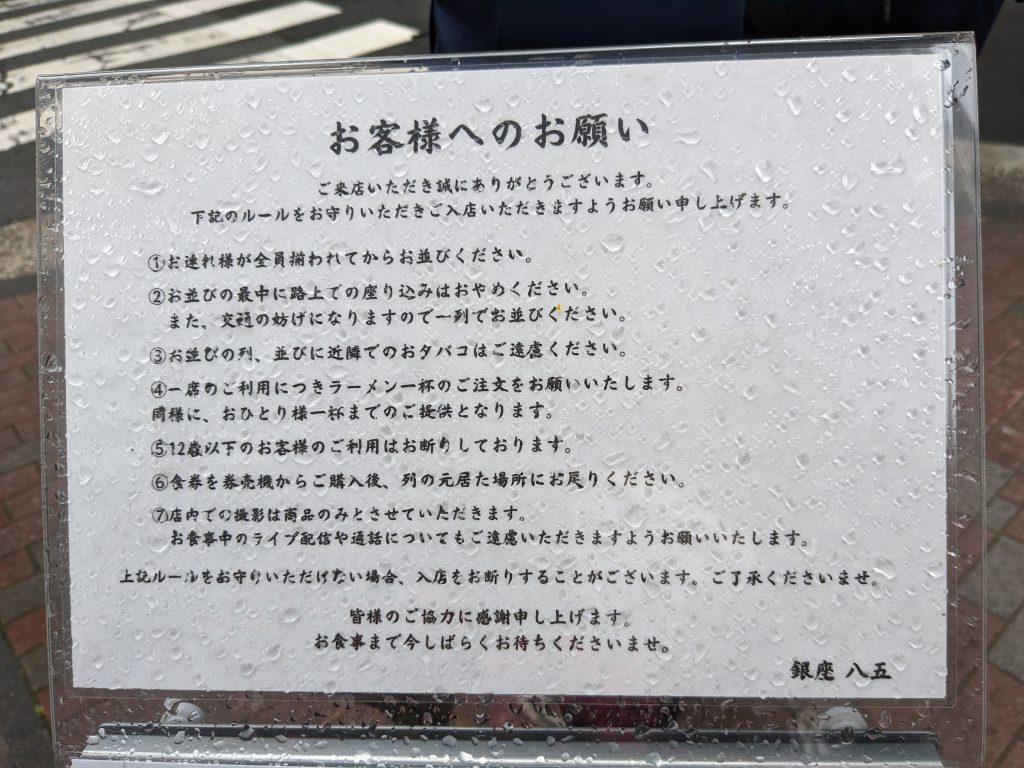 お客様へのお願い
ご来店いただき誠にありがとうございます。
下記のルールをお守りいただきご入店いただきますようお願い申し上げます。
①お連れ様が全員揃われてからお並びください。
②お並びの最中に路上での座り込みはおやめください。
また、交通の妨げになりますので一列でお並びください。
③お並びの列、並びに近隣でのおタバコはご遠慮ください。
④一席のご利用につきラーメン一杯のご注文をお願いいたします。
同様に、おひとり様一杯までのご提供となります。
⑤12歳以下のお客様のご利用はお断りしております。
⑥食券を券売機からご購入後、列の元居た場所にお戻りください。
⑦店内での撮影は商品のみとさせていただきます。
お食事中のライブ配信や通話についてもご遠慮いただきますようお願いいたします。
上記ルールをお守りいただけない場合、入店をお断りすることがございます。ご了承くださいませ。
皆様のご協力に感謝申し上げます。
お食事まで今しばらくお待ちくださいませ。
銀座 八五